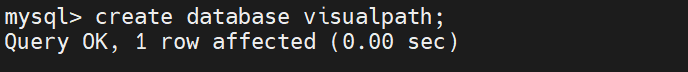 mysql> create database visualpath;
Query OK, 1 row affected (0.00 sec)